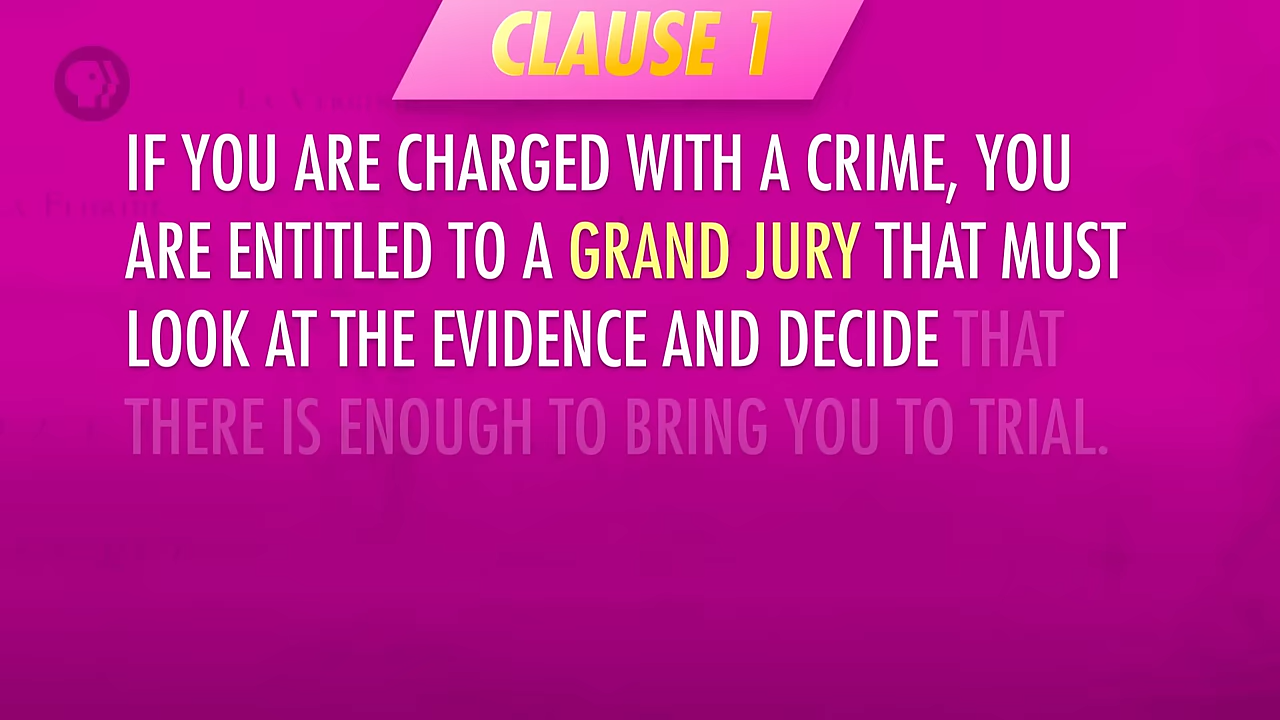 CLAUSE 1
IF YOU ARE CHARGED WITH A CRIME, YOU
ARE ENTITLED TO A GRAND JURY THAT MUST
LOOK AT THE EVIDENCE AND DECIDE THAT
THERE IS ENOUGH TO BRING YOU TO TRIAL.